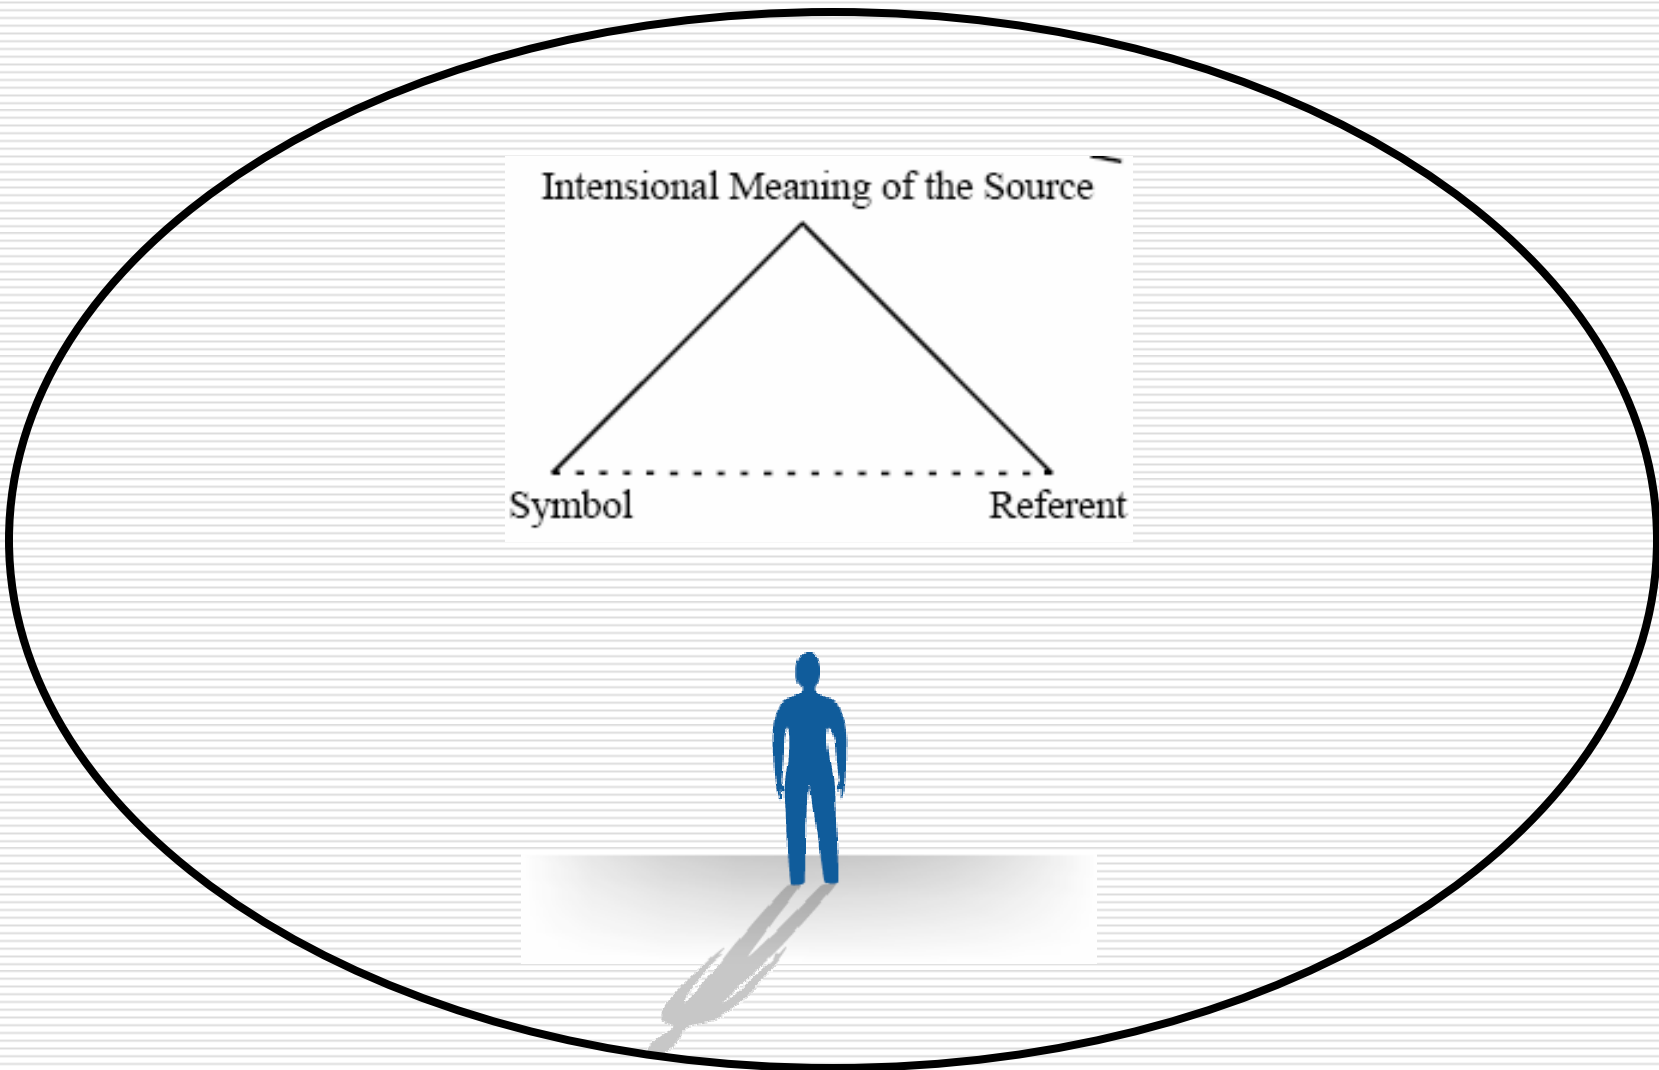 Intensional Meaning of the Source
Symbol
Referent